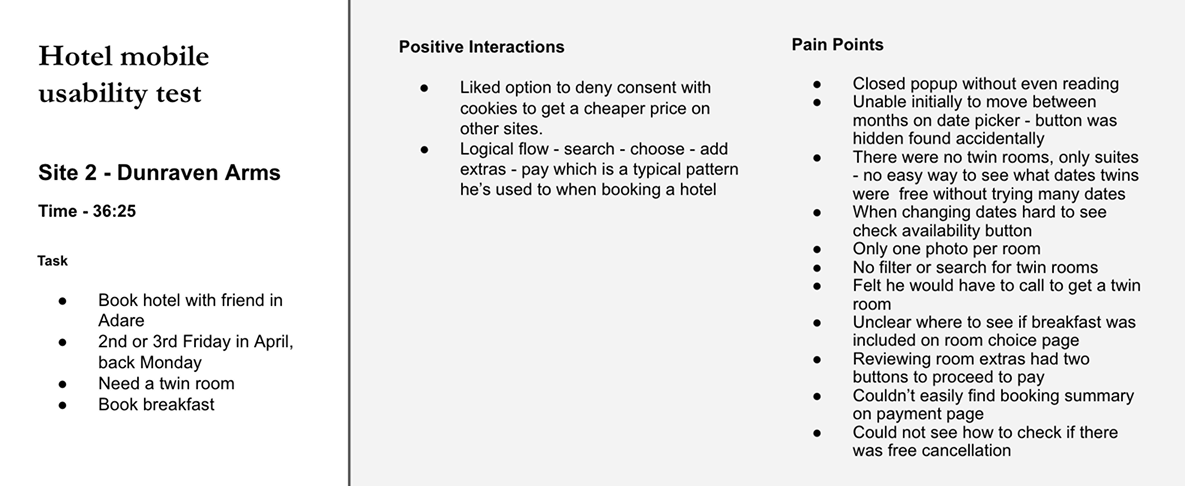 Hotel mobile
usability test
Site 2 - Dunraven Arms
Time - 36:25
Task
● Book hotel with friend in
Adare
● 2nd or 3rd Friday in April,
back Monday
● Need a twin room
● Book breakfast
Positive Interactions
● Liked option to deny consent with
cookies to get a cheaper price on
other sites.
● Logical flow - search - choose - add
extras - pay which is a typical pattern
he’s used to when booking a hotel
Pain Points
● Closed popup without even reading
● Unable initially to move between
months on date picker - button was
hidden found accidentally
● There were no twin rooms, only suites
- no easy way to see what dates twins
were free without trying many dates
● When changing dates hard to see
check availability button
● Only one photo per room
● No filter or search for twin rooms
● Felt he would have to call to get a twin
room
● Unclear where to see if breakfast was
included on room choice page
● Reviewing room extras had two
buttons to proceed to pay
● Couldn’t easily find booking summary
on payment page
● Could not see how to check if there
was free cancellation